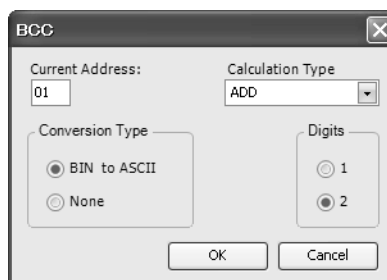 BCC
Current Address:
01
Calculation Type
ADD
Conversion Type
BIN to ASCII
None
Digits
1
2
OK
Cancel